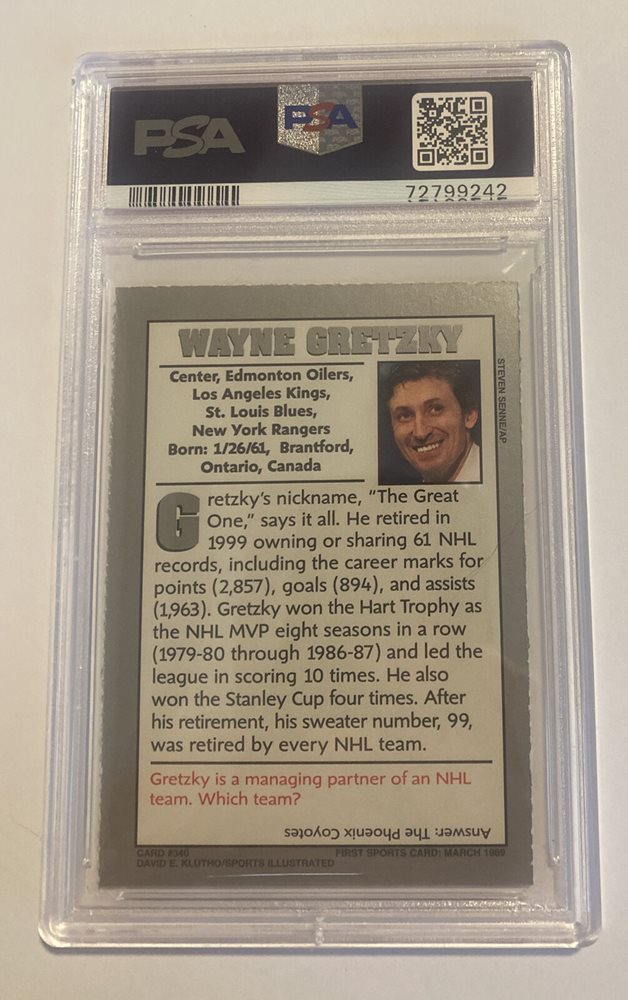 PSA
PSA
72799242
WAYNE GRETZKY
Center, Edmonton Oilers,
Los Angeles Kings,
St. Louis Blues,
New York Rangers
Born: 1/26/61, Brantford,
Ontario, Canada
STEVEN SENNE/AP
Gretzky's nickname, "The Great
One," says it all. He retired in
1999 owning or sharing 61 NHL
records, including the career marks for
points (2,857), goals (894), and assists
(1,963). Gretzky won the Hart Trophy as
the NHL MVP eight seasons in a row
(1979-80 through 1986-87) and led the
league in scoring 10 times. He also
won the Stanley Cup four times. After
his retirement, his sweater number, 99,
was retired by every NHL team.
Gretzky is a managing partner of an NHL
team. Which team?
Answer: The Phoenix Coyotes
CARD #340 FIRST SPORTS CARD: MARCH 1989
DAVID E. KLUTHO/SPORTS ILLUSTRATED